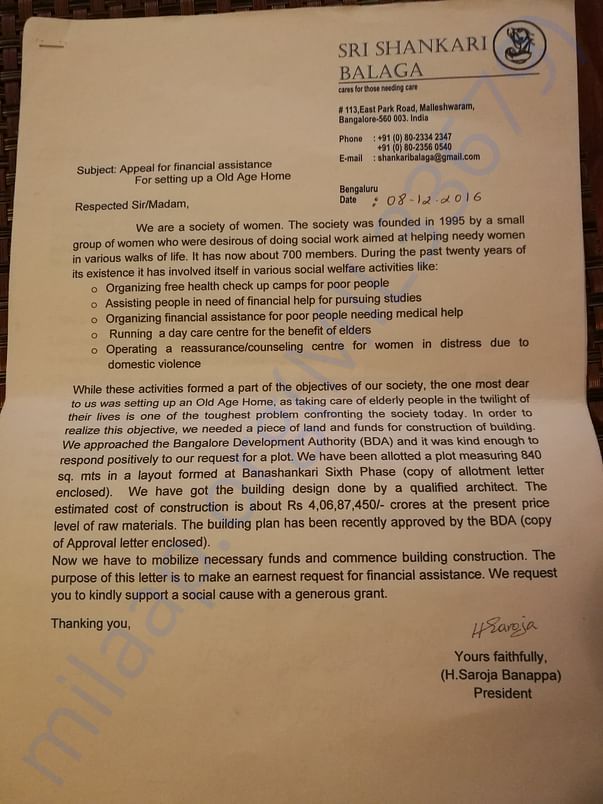 SRI SHANKARI
BALAGA
cares for those needing care
# 113,East Park Road, Malleshwaram,
Bangalore-560 003. India
Phone : +91 (0) 80-2334 2347
+91 (0) 80-2356 0540
E-mail : shankaribalaga@gmail.com
Subject: Appeal for financial assistance
For setting up a Old Age Home
Bengaluru
Date : 08-12-2016
Respected Sir/Madam,
We are a society of women. The society was founded in 1995 by a small
group of women who were desirous of doing social work aimed at helping needy women
in various walks of life. It has now about 700 members. During the past twenty years of
its existence it has involved itself in various social welfare activities like:
o Organizing free health check up camps for poor people
o Assisting people in need of financial help for pursuing studies
o Organizing financial assistance for poor people needing medical help
o Running a day care centre for the benefit of elders
o Operating a reassurance/counseling centre for women in distress due to
domestic violence
While these activities formed a part of the objectives of our society, the one most dear
to us was setting up an Old Age Home, as taking care of elderly people in the twilight of
their lives is one of the toughest problem confronting the society today. In order to
realize this objective, we needed a piece of land and funds for construction of building.
We approached the Bangalore Development Authority (BDA) and it was kind enough to
respond positively to our request for a plot. We have been allotted a plot measuring 840
sq. mts in a layout formed at Banashankari Sixth Phase (copy of allotment letter
enclosed). We have got the building design done by a qualified architect. The
estimated cost of construction is about Rs 4,06,87,450/- crores at the present price
level of raw materials. The building plan has been recently approved by the BDA (copy
of Approval letter enclosed).
Now we have to mobilize necessary funds and commence building construction. The
purpose of this letter is to make an earnest request for financial assistance. We request
you to kindly support a social cause with a generous grant.
Thanking you,
HSaroja
Yours faithfully,
(H.Saroja Banappa)
President